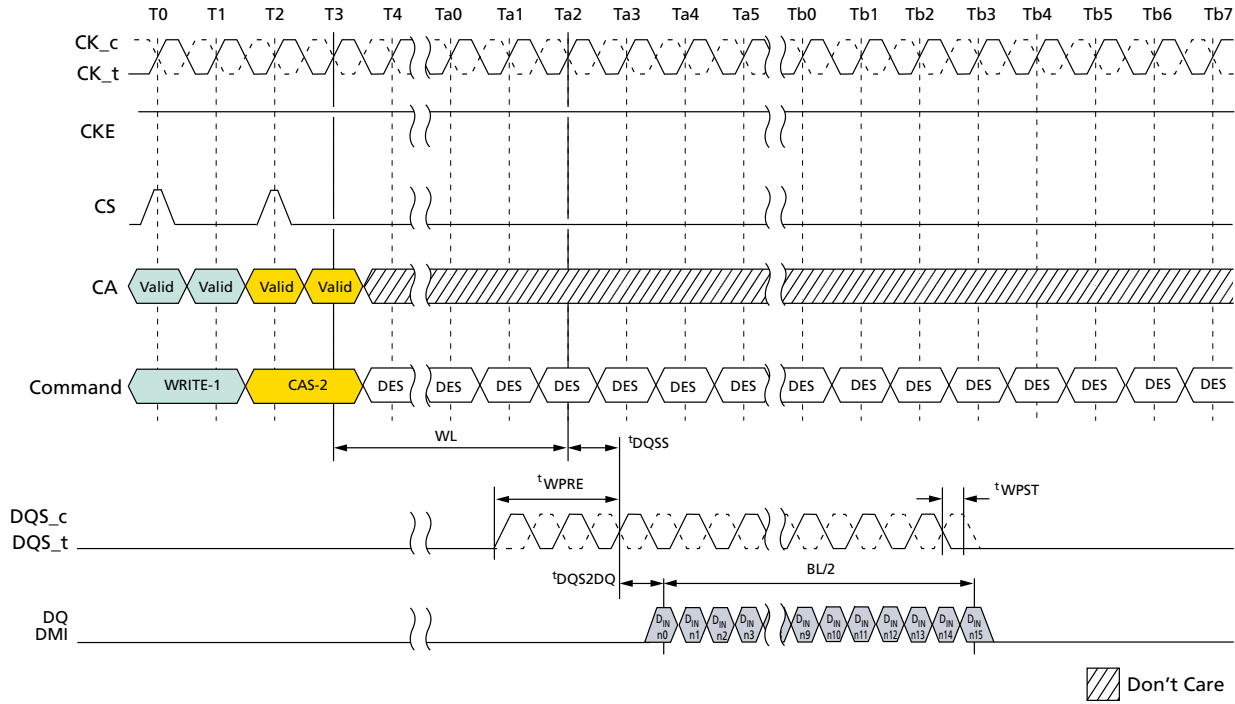 T0 T1 T2 T3 T4 Ta0 Ta1 Ta2 Ta3 Ta4 Ta5 Tb0 Tb1 Tb2 Tb3 Tb4 Tb5 Tb6 Tb7
CK_c
CK_t
CKE
CS
CA Valid Valid Valid Valid
Command WRITE-1 CAS-2 DES DES DES DES DES DES DES DES DES DES DES DES DES DES DES
WL tDQSS
tWPRE tWPST
DQS_c
DQS_t
tDQS2DQ BL/2
DQ
DMI
DIN n0 DIN n1 DIN n2 DIN n3 DIN n9 DIN n10 DIN n11 DIN n12 DIN n13 DIN n14 DIN n15
Don't Care